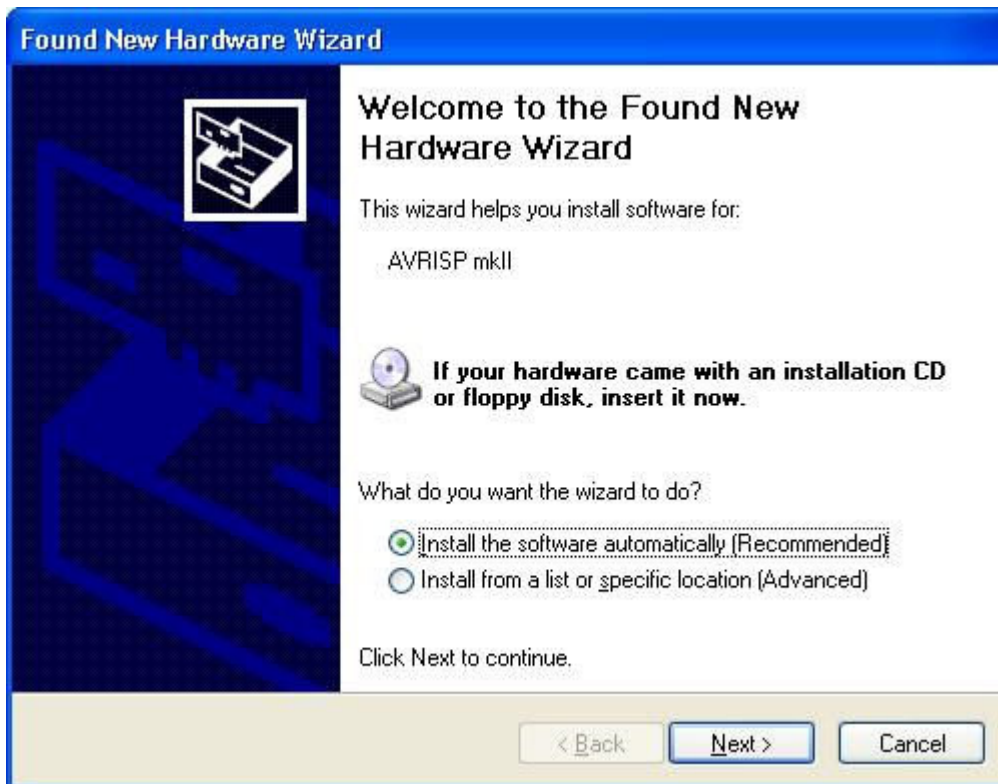 Found New Hardware Wizard
Welcome to the Found New
Hardware Wizard
This wizard helps you install software for:
AVRISP mkII
If your hardware came with an installation CD
or floppy disk, insert it now.
What do you want the wizard to do?
Install the software automatically (Recommended)
Install from a list or specific location (Advanced)
Click Next to continue.
< Back Next > Cancel